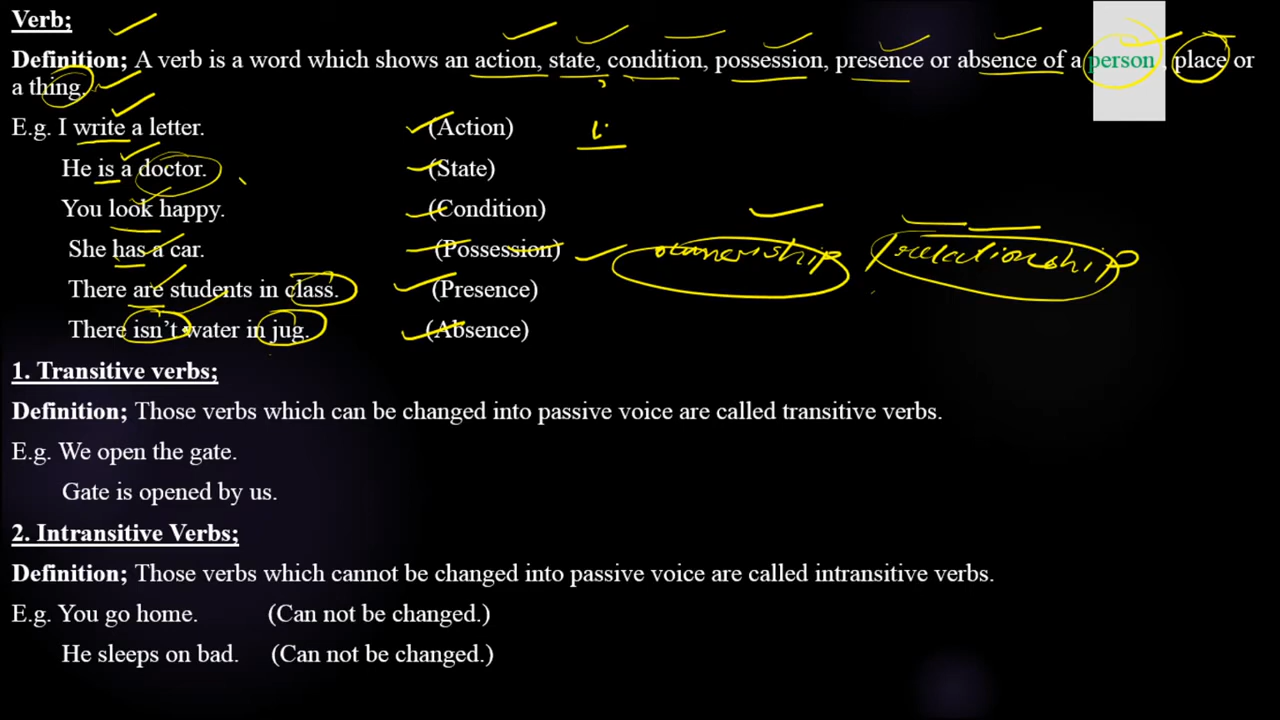 Verb;
Definition; A verb is a word which shows an action, state, condition, possession, presence or absence of a person , place or
a thing.
E.g. I write a letter. (Action)
He is a doctor. (State)
You look happy. (Condition)
She has a car. (Possession) ownership relationship
There are students in class. (Presence)
There isn't water in jug. (Absence)
1. Transitive verbs;
Definition; Those verbs which can be changed into passive voice are called transitive verbs.
E.g. We open the gate.
Gate is opened by us.
2. Intransitive Verbs;
Definition; Those verbs which cannot be changed into passive voice are called intransitive verbs.
E.g. You go home. (Can not be changed.)
He sleeps on bad. (Can not be changed.)